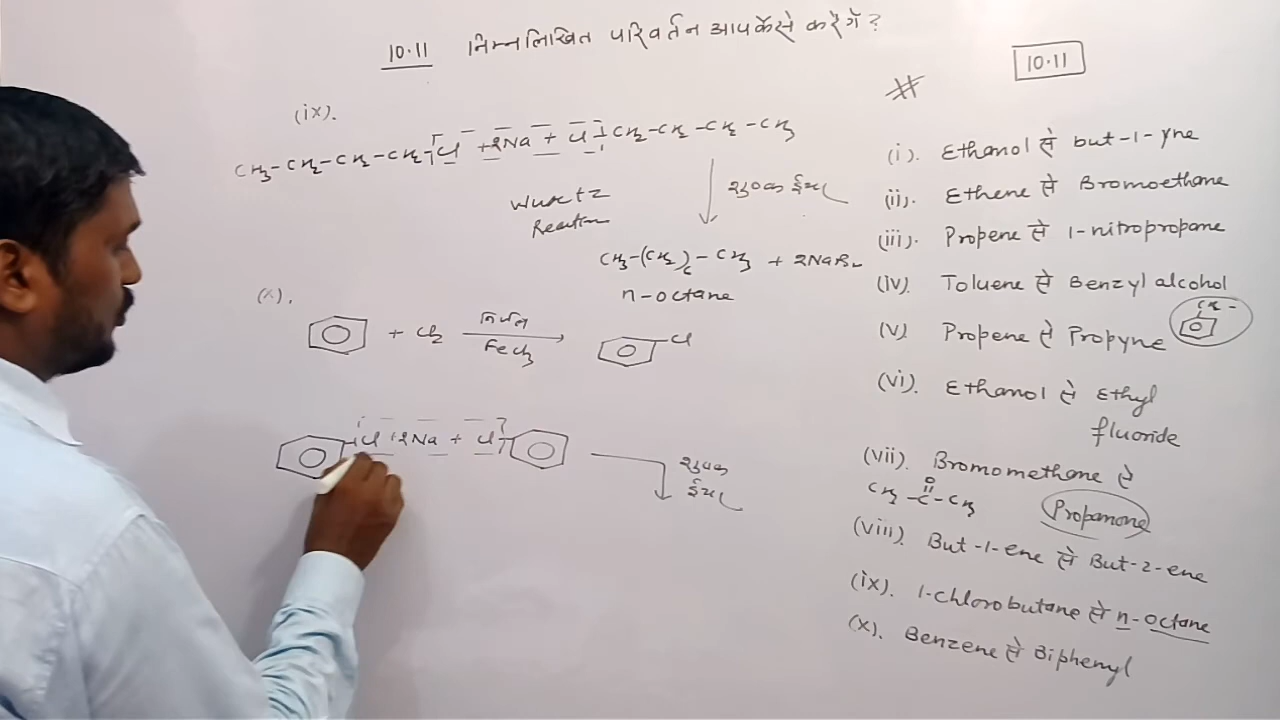 10.11 निम्नलिखित परिवर्तन आप कैसे करेंगे?
(ix).
CH3-CH2-CH2-CH2-Cl + 2Na + Cl-CH2-CH2-CH2-CH3
Wurtz
Reaction
शुष्क ईथर
CH3-(CH2)6-CH3 + 2NaBr
n-octane
(x).
+ Cl2
निर्जल
FeCl3
Cl
Cl + 2Na + Cl
शुष्क
ईथर
#
10.11
(i). Ethanol से but-1-yne
(ii). Ethene से Bromoethane
(iii). Propene से 1-nitropropane
(iv). Toluene से Benzyl alcohol
(v). Propene से Propyne
(vi). Ethanol से Ethyl
fluoride
(vii). Bromomethane से
O
CH3-C-CH3
Propanone
(viii). But-1-ene से But-2-ene
(ix). 1-chlorobutane से n-octane
(x). Benzene से Biphenyl